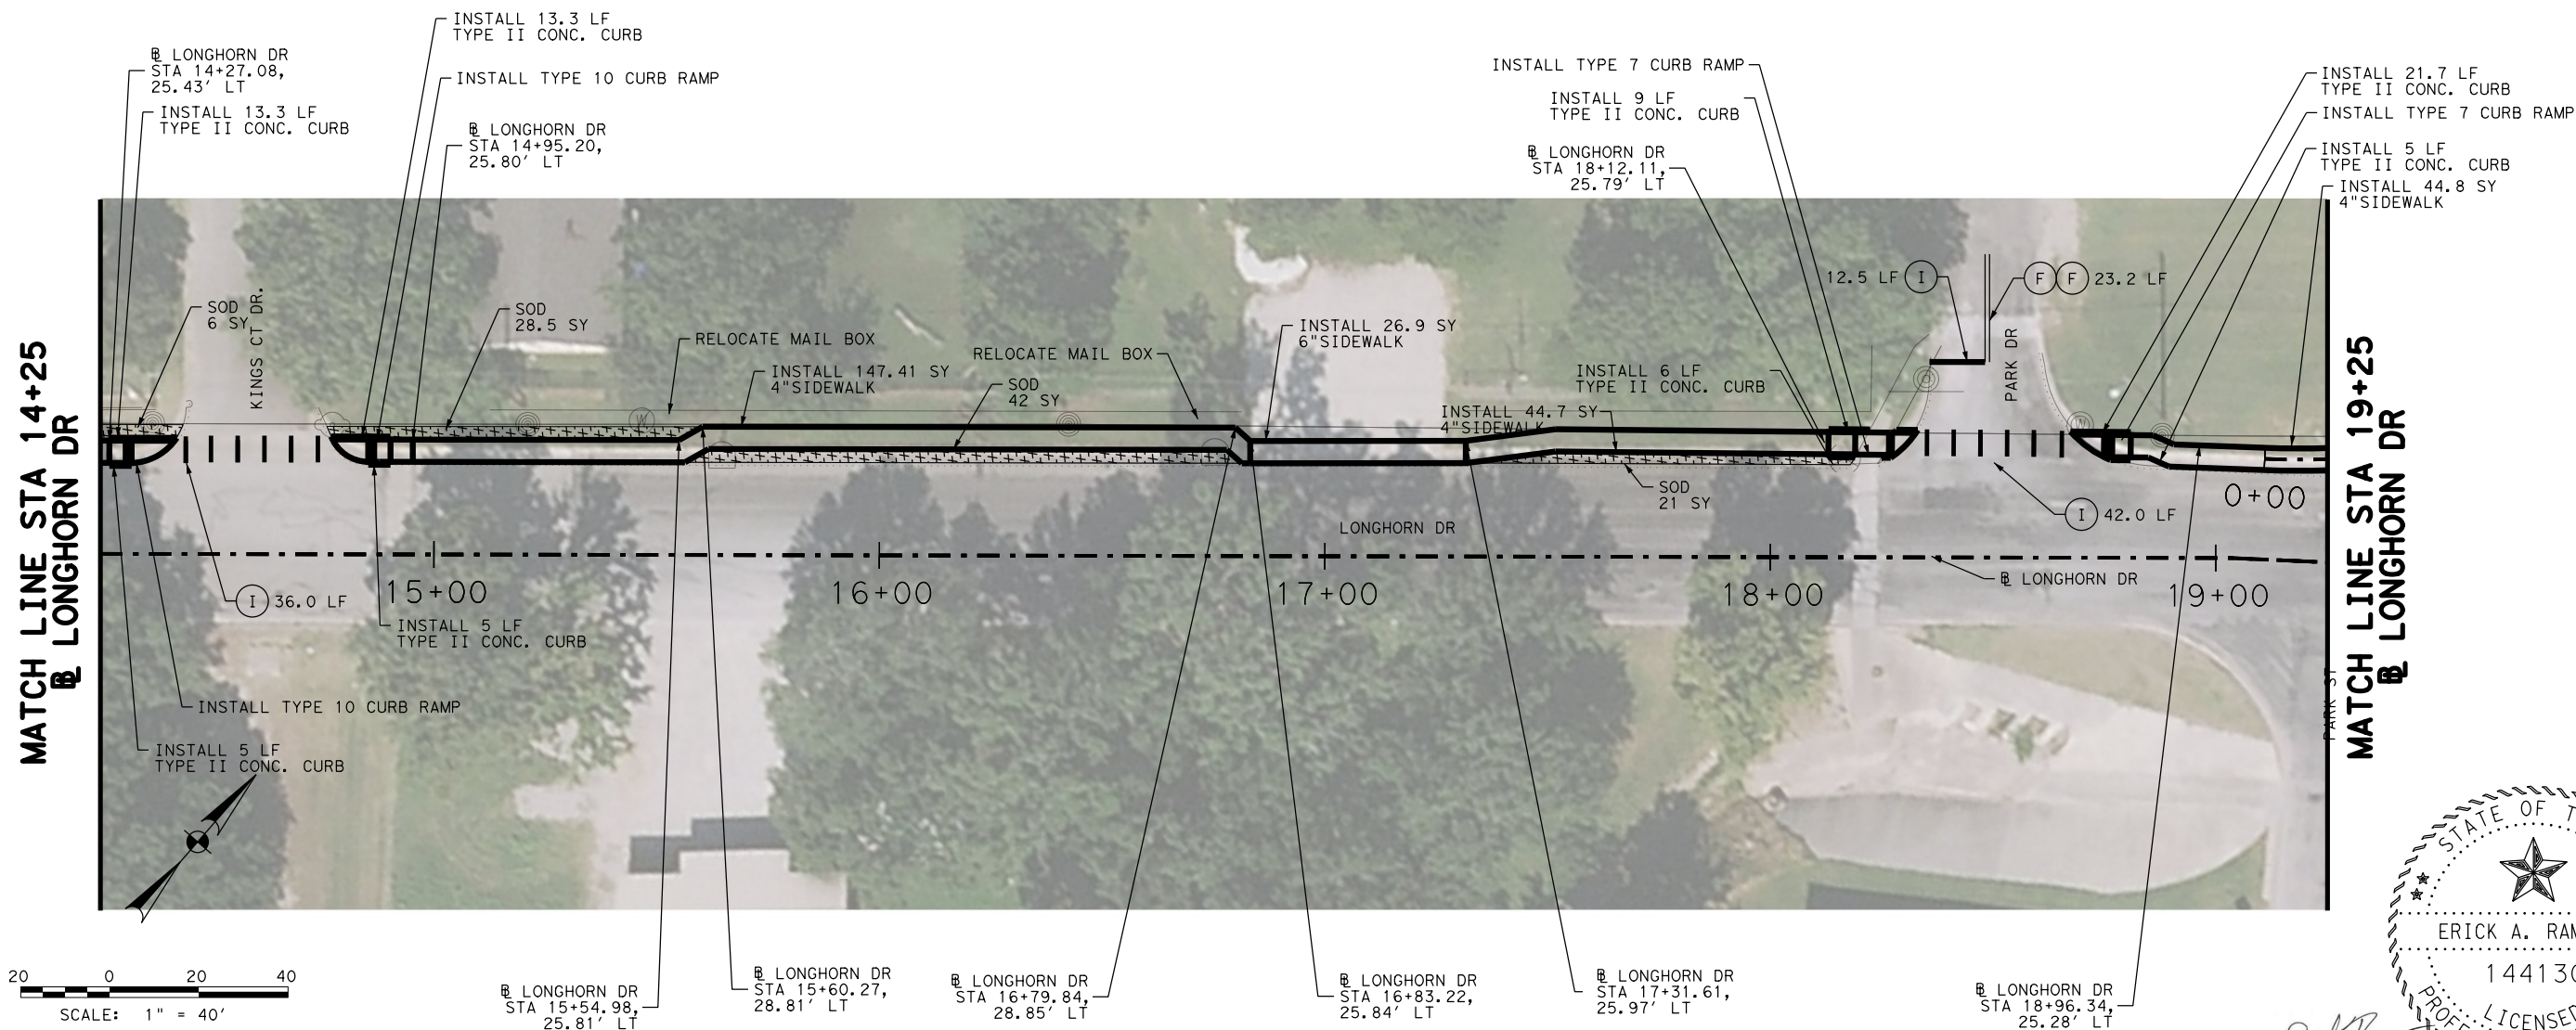 INSTALL 13.3 LF
TYPE II CONC. CURB
℄ LONGHORN DR
STA 14+27.08,
25.43' LT
INSTALL TYPE 10 CURB RAMP
INSTALL 13.3 LF
TYPE II CONC. CURB
℄ LONGHORN DR
STA 14+95.20,
25.80' LT
INSTALL TYPE 7 CURB RAMP
INSTALL 9 LF
TYPE II CONC. CURB
℄ LONGHORN DR
STA 18+12.11,
25.79' LT
INSTALL 21.7 LF
TYPE II CONC. CURB
INSTALL TYPE 7 CURB RAMP
INSTALL 5 LF
TYPE II CONC. CURB
INSTALL 44.8 SY
4"SIDEWALK
MATCH LINE STA 14+25
℄ LONGHORN DR
SOD
6 SY
KINGS CT DR.
SOD
28.5 SY
RELOCATE MAIL BOX
INSTALL 147.41 SY
4"SIDEWALK
RELOCATE MAIL BOX
SOD
42 SY
INSTALL 26.9 SY
6"SIDEWALK
INSTALL 6 LF
TYPE II CONC. CURB
INSTALL 44.7 SY
4"SIDEWALK
12.5 LF I
F F 23.2 LF
PARK DR
W
W
SOD
21 SY
LONGHORN DR
0+00
I 42.0 LF
℄ LONGHORN DR
15+00
16+00
17+00
18+00
19+00
I 36.0 LF
INSTALL 5 LF
TYPE II CONC. CURB
INSTALL TYPE 10 CURB RAMP
INSTALL 5 LF
TYPE II CONC. CURB
PARK ST
MATCH LINE STA 19+25
℄ LONGHORN DR
20 0 20 40
SCALE: 1" = 40'
℄ LONGHORN DR
STA 15+54.98,
25.81' LT
℄ LONGHORN DR
STA 15+60.27,
28.81' LT
℄ LONGHORN DR
STA 16+79.84,
28.85' LT
℄ LONGHORN DR
STA 16+83.22,
25.84' LT
℄ LONGHORN DR
STA 17+31.61,
25.97' LT
℄ LONGHORN DR
STA 18+96.34,
25.28' LT
STATE OF T
ERICK A. RAM
14413
PROF
LICENSE